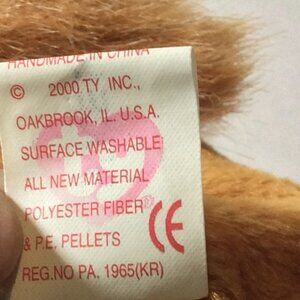 HANDMADE IN CHINA
© 2000 TY INC.,
OAKBROOK, IL. U.S.A.
SURFACE WASHABLE
ALL NEW MATERIAL
POLYESTER FIBER
& P.E. PELLETS CE
REG.NO PA. 1965(KR)